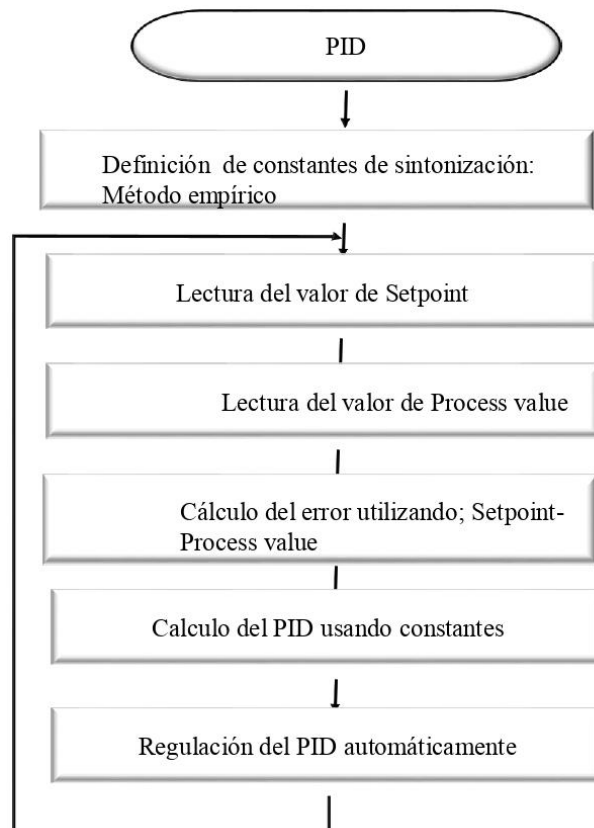 PID
Definición de constantes de sintonización:
Método empírico
Lectura del valor de Setpoint
Lectura del valor de Process value
Cálculo del error utilizando; Setpoint-
Process value
Calculo del PID usando constantes
Regulación del PID automáticamente